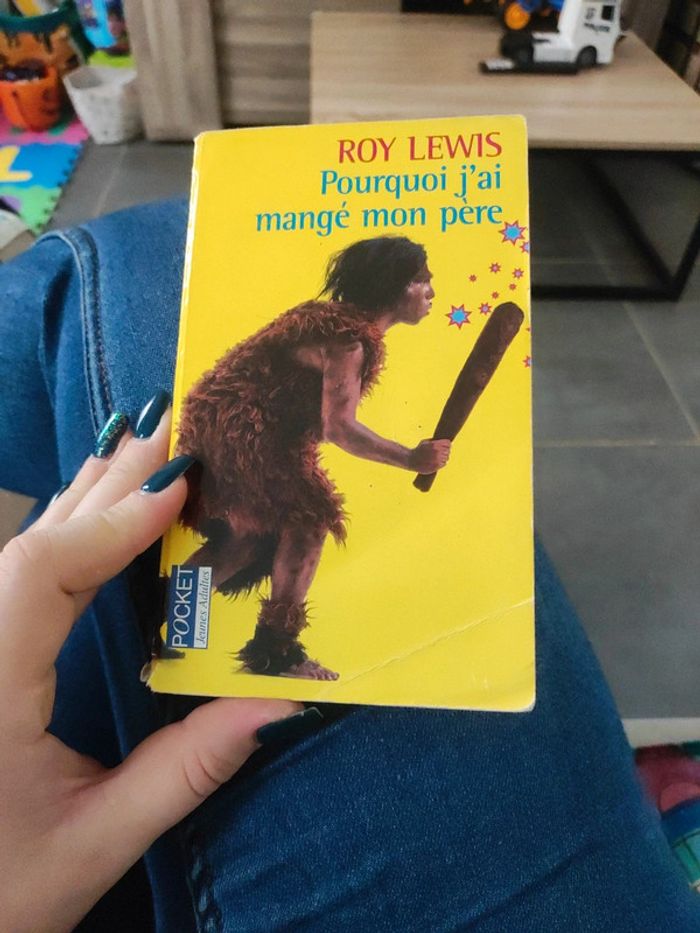 ROY LEWIS
Pourquoi j'ai
mangé mon père
POCKET
Jeunes Adultes